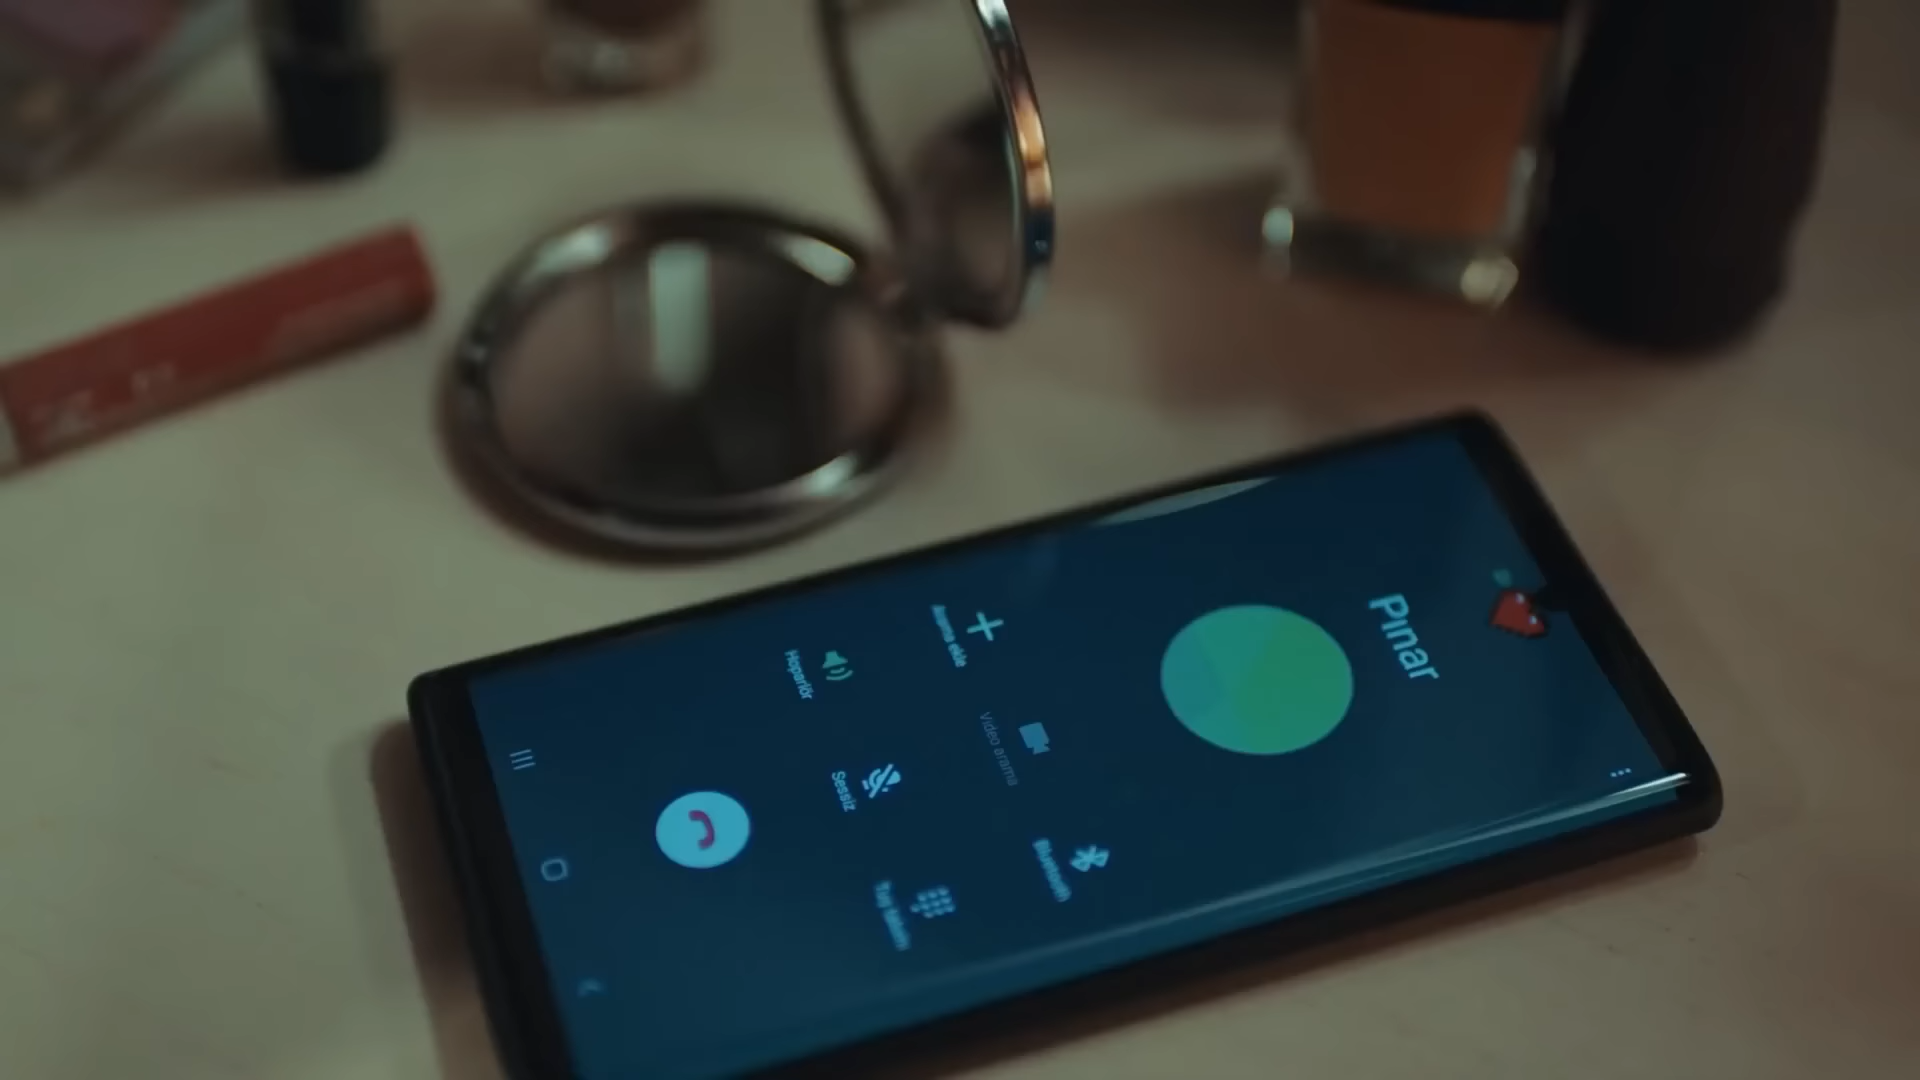 Pınar
Arama ekle
Video arama
Bluetooth
Hoparlör
Sessiz
Tuş takımı